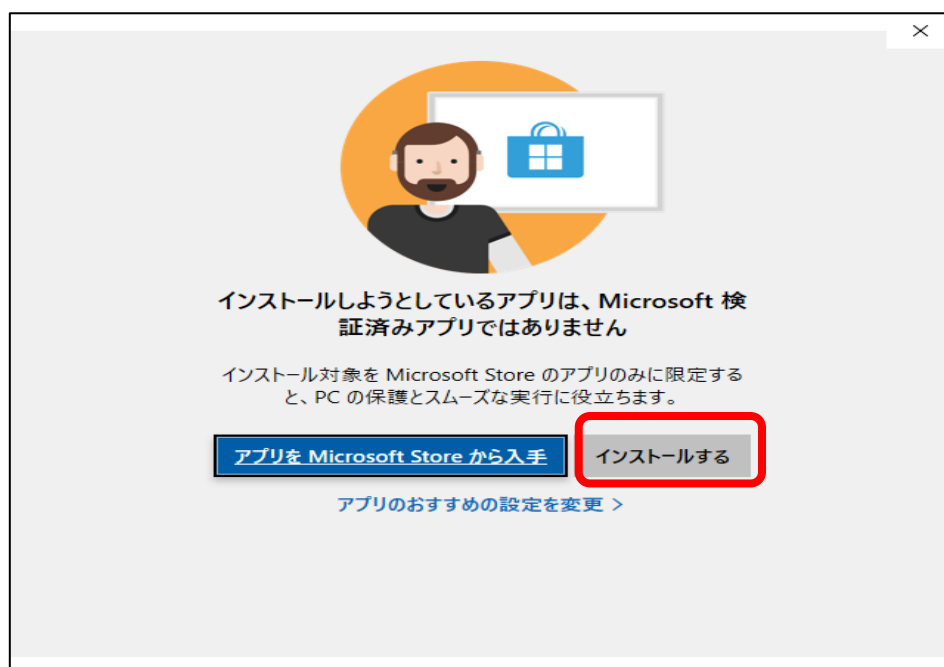 インストールしようとしているアプリは、Microsoft 検
証済みアプリではありません
インストール対象を Microsoft Store のアプリのみに限定する
と、PC の保護とスムーズな実行に役立ちます。
アプリを Microsoft Store から入手
インストールする
アプリのおすすめの設定を変更 >